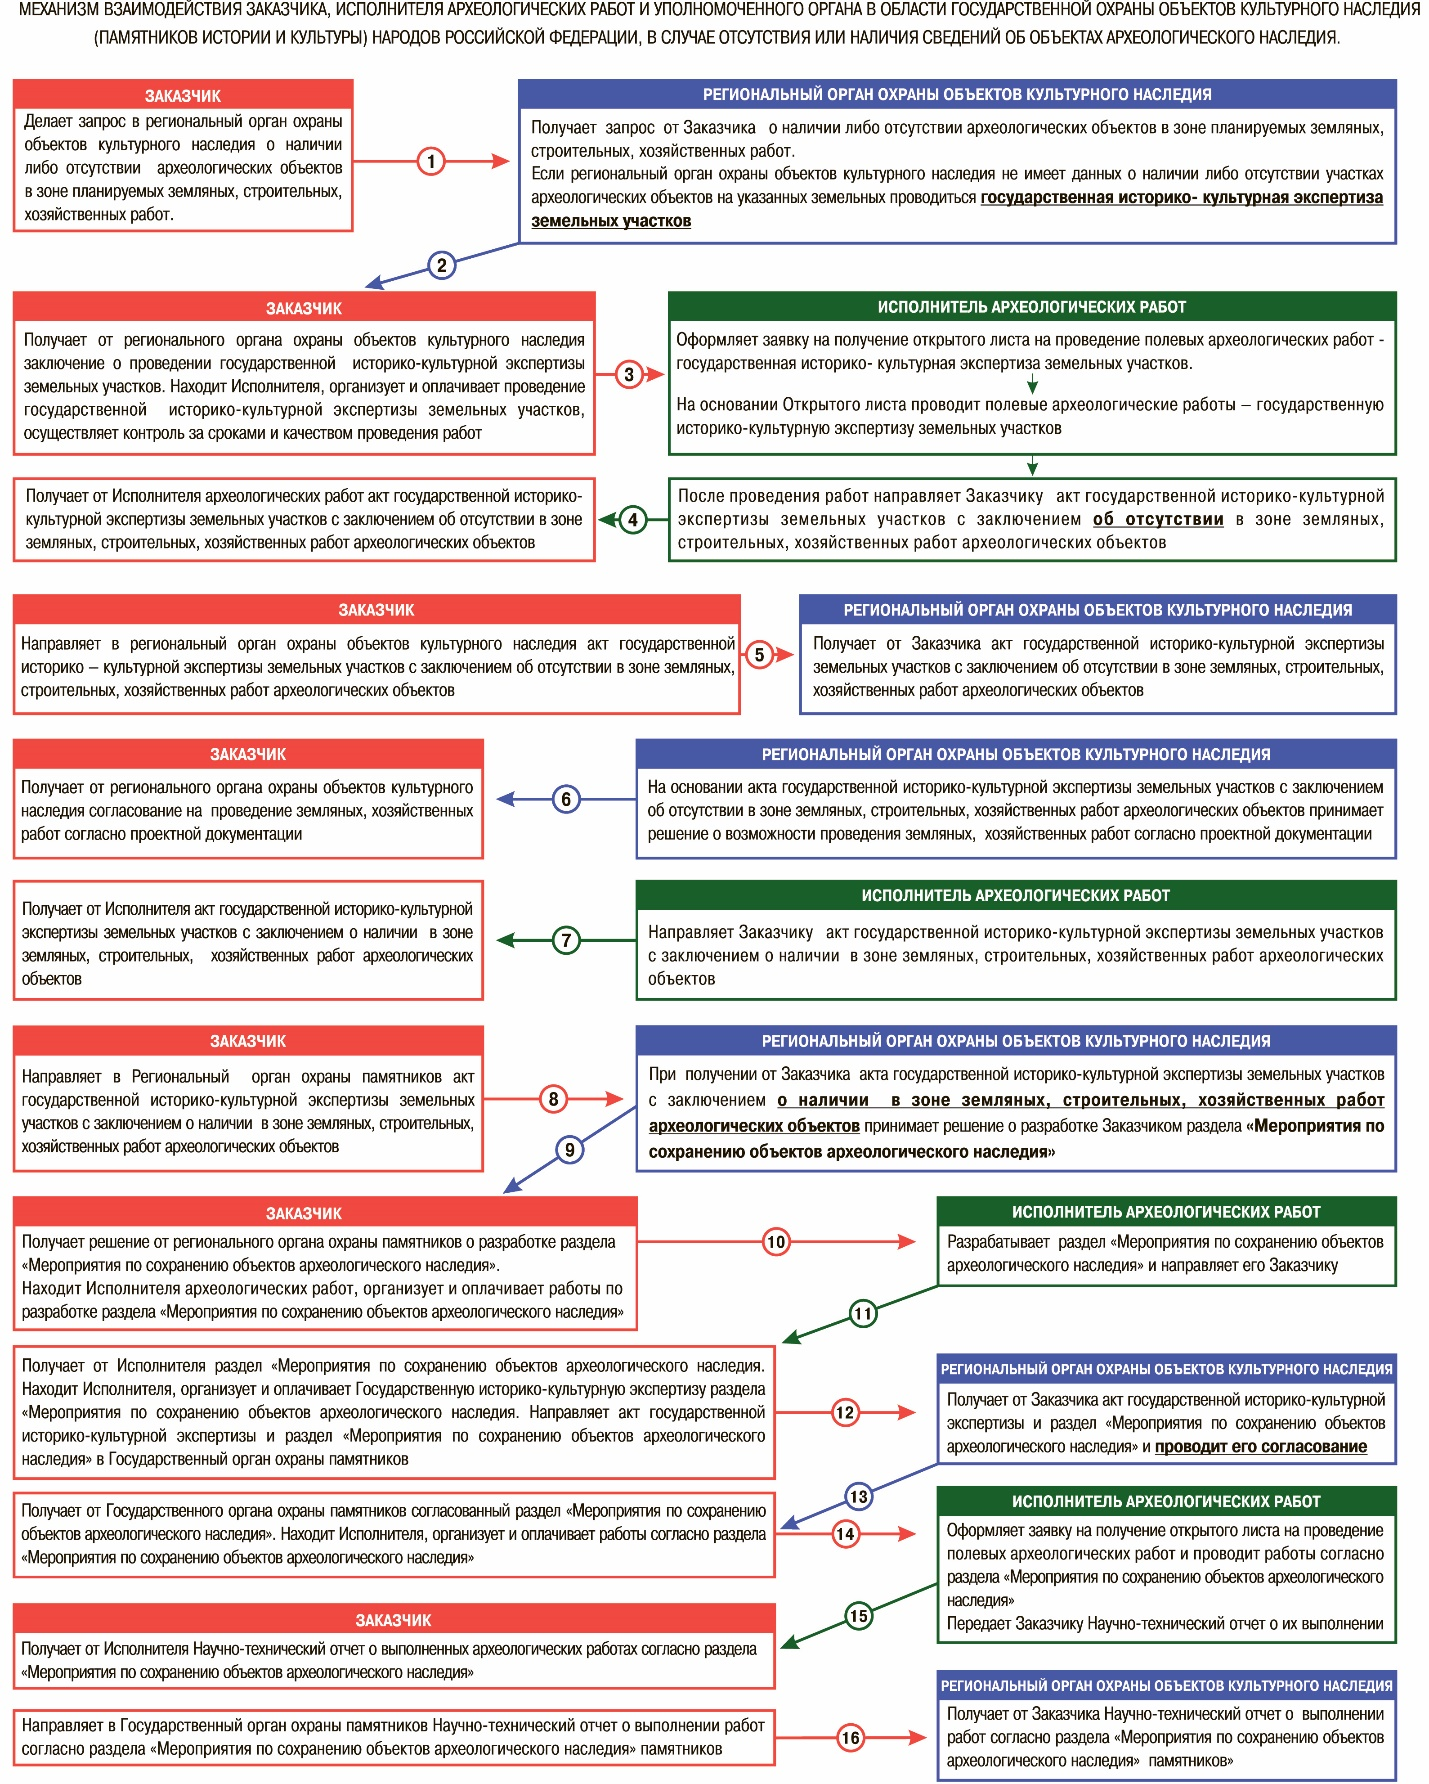 МЕХАНИЗМ ВЗАИМОДЕЙСТВИЯ ЗАКАЗЧИКА, ИСПОЛНИТЕЛЯ АРХЕОЛОГИЧЕСКИХ РАБОТ И УПОЛНОМОЧЕННОГО ОРГАНА В ОБЛАСТИ ГОСУДАРСТВЕННОЙ ОХРАНЫ ОБЪЕКТОВ КУЛЬТУРНОГО НАСЛЕДИЯ
(ПАМЯТНИКОВ ИСТОРИИ И КУЛЬТУРЫ) НАРОДОВ РОССИЙСКОЙ ФЕДЕРАЦИИ, В СЛУЧАЕ ОТСУТСТВИЯ ИЛИ НАЛИЧИЯ СВЕДЕНИЙ ОБ ОБЪЕКТАХ АРХЕОЛОГИЧЕСКОГО НАСЛЕДИЯ.
ЗАКАЗЧИК
Делает запрос в региональный орган охраны
объектов культурного наследия о наличии
либо отсутствии археологических объектов
в зоне планируемых земляных, строительных,
хозяйственных работ.
1
РЕГИОНАЛЬНЫЙ ОРГАН ОХРАНЫ ОБЪЕКТОВ КУЛЬТУРНОГО НАСЛЕДИЯ
Получает запрос от Заказчика о наличии либо отсутствии археологических объектов в зоне планируемых земляных,
строительных, хозяйственных работ.
Если региональный орган охраны объектов культурного наследия не имеет данных о наличии либо отсутствии участках
археологических объектов на указанных земельных проводиться государственная историко- культурная экспертиза
земельных участков
2
ЗАКАЗЧИК
Получает от регионального органа охраны объектов культурного наследия
заключение о проведении государственной историко-культурной экспертизы
земельных участков. Находит Исполнителя, организует и оплачивает проведение
государственной историко-культурной экспертизы земельных участков,
осуществляет контроль за сроками и качеством проведения работ
3
ИСПОЛНИТЕЛЬ АРХЕОЛОГИЧЕСКИХ РАБОТ
Оформляет заявку на получение открытого листа на проведение полевых археологических работ -
государственная историко- культурная экспертиза земельных участков.
На основании Открытого листа проводит полевые археологические работы – государственную
историко-культурную экспертизу земельных участков
Получает от Исполнителя археологических работ акт государственной историко-
культурной экспертизы земельных участков с заключением об отсутствии в зоне
земляных, строительных, хозяйственных работ археологических объектов
4
После проведения работ направляет Заказчику акт государственной историко-культурной
экспертизы земельных участков с заключением об отсутствии в зоне земляных,
строительных, хозяйственных работ археологических объектов
ЗАКАЗЧИК
Направляет в региональный орган охраны объектов культурного наследия акт государственной
историко – культурной экспертизы земельных участков с заключением об отсутствии в зоне земляных,
строительных, хозяйственных работ археологических объектов
5
РЕГИОНАЛЬНЫЙ ОРГАН ОХРАНЫ ОБЪЕКТОВ КУЛЬТУРНОГО НАСЛЕДИЯ
Получает от Заказчика акт государственной историко-культурной экспертизы
земельных участков с заключением об отсутствии в зоне земляных, строительных,
хозяйственных работ археологических объектов
ЗАКАЗЧИК
Получает от регионального органа охраны объектов культурного
наследия согласование на проведение земляных, хозяйственных
работ согласно проектной документации
6
РЕГИОНАЛЬНЫЙ ОРГАН ОХРАНЫ ОБЪЕКТОВ КУЛЬТУРНОГО НАСЛЕДИЯ
На основании акта государственной историко-культурной экспертизы земельных участков с заключением
об отсутствии в зоне земляных, строительных, хозяйственных работ археологических объектов принимает
решение о возможности проведения земляных, хозяйственных работ согласно проектной документации
Получает от Исполнителя акт государственной историко-культурной
экспертизы земельных участков с заключением о наличии в зоне
земляных, строительных, хозяйственных работ археологических
объектов
7
ИСПОЛНИТЕЛЬ АРХЕОЛОГИЧЕСКИХ РАБОТ
Направляет Заказчику акт государственной историко-культурной экспертизы земельных участков
с заключением о наличии в зоне земляных, строительных, хозяйственных работ археологических
объектов
ЗАКАЗЧИК
Направляет в Региональный орган охраны памятников акт
государственной историко-культурной экспертизы земельных
участков с заключением о наличии в зоне земляных, строительных,
хозяйственных работ археологических объектов
8
РЕГИОНАЛЬНЫЙ ОРГАН ОХРАНЫ ОБЪЕКТОВ КУЛЬТУРНОГО НАСЛЕДИЯ
При получении от Заказчика акта государственной историко-культурной экспертизы земельных участков
с заключением о наличии в зоне земляных, строительных, хозяйственных работ
археологических объектов принимает решение о разработке Заказчиком раздела «Мероприятия по
сохранению объектов археологического наследия»
9
ЗАКАЗЧИК
Получает решение от регионального органа охраны памятников о разработке раздела
«Мероприятия по сохранению объектов археологического наследия».
Находит Исполнителя археологических работ, организует и оплачивает работы по
разработке раздела «Мероприятия по сохранению объектов археологического наследия»
10
ИСПОЛНИТЕЛЬ АРХЕОЛОГИЧЕСКИХ РАБОТ
Разрабатывает раздел «Мероприятия по сохранению объектов
археологического наследия» и направляет его Заказчику
11
Получает от Исполнителя раздел «Мероприятия по сохранению объектов археологического наследия.
Находит Исполнителя, организует и оплачивает Государственную историко-культурную экспертизу раздела
«Мероприятия по сохранению объектов археологического наследия. Направляет акт государственной
историко-культурной экспертизы и раздел «Мероприятия по сохранению объектов археологического
наследия» в Государственный орган охраны памятников
12
РЕГИОНАЛЬНЫЙ ОРГАН ОХРАНЫ ОБЪЕКТОВ КУЛЬТУРНОГО НАСЛЕДИЯ
Получает от Заказчика акт государственной историко-культурной
экспертизы и раздел «Мероприятия по сохранению объектов
археологического наследия» и проводит его согласование
13
Получает от Государственного органа охраны памятников согласованный раздел «Мероприятия по сохранению
объектов археологического наследия». Находит Исполнителя, организует и оплачивает работы согласно раздела
«Мероприятия по сохранению объектов археологического наследия»
14
ИСПОЛНИТЕЛЬ АРХЕОЛОГИЧЕСКИХ РАБОТ
Оформляет заявку на получение открытого листа на проведение
полевых археологических работ и проводит работы согласно
раздела «Мероприятия по сохранению объектов археологического
наследия»
Передает Заказчику Научно-технический отчет о их выполнении
15
ЗАКАЗЧИК
Получает от Исполнителя Научно-технический отчет о выполненных археологических работах согласно раздела
«Мероприятия по сохранению объектов археологического наследия»
Направляет в Государственный орган охраны памятников Научно-технический отчет о выполнении работ
согласно раздела «Мероприятия по сохранению объектов археологического наследия» памятников
16
РЕГИОНАЛЬНЫЙ ОРГАН ОХРАНЫ ОБЪЕКТОВ КУЛЬТУРНОГО НАСЛЕДИЯ
Получает от Заказчика Научно-технический отчет о выполнении
работ согласно раздела «Мероприятия по сохранению объектов
археологического наследия» памятников»